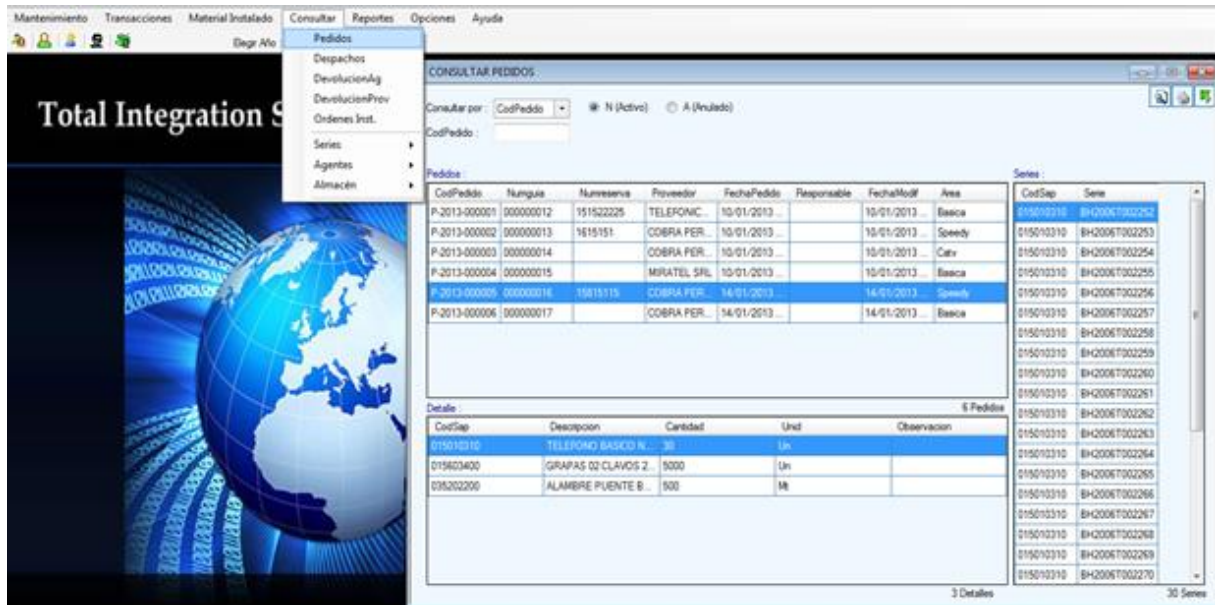 Mantenimiento Transacciones Material Instalado Consultar Reportes Opciones Ayuda
Elegir Año
Pedidos
Despachos
DevolucionAg
DevolucionProv
Ordenes Inst.
Series
Agentes
Almacén
Total Integration S
CONSULTAR PEDIDOS
Consultar por : CodPedido N (Activo) A (Anulado)
CodPedido :
Pedidos :
CodPedido Numguia Numreserva Proveedor FechaPedido Responsable FechaModif Area
P-2013-000001 000000012 151522225 TELEFONIC... 10/01/2013 ... 10/01/2013 ... Basica
P-2013-000002 000000013 1615151 COBRA PER... 10/01/2013 ... 10/01/2013 ... Speedy
P-2013-000003 000000014 COBRA PER... 10/01/2013 ... 10/01/2013 ... Catv
P-2013-000004 000000015 MIRATEL SRL 10/01/2013 ... 10/01/2013 ... Basica
P-2013-000005 000000016 15815115 COBRA PER... 14/01/2013 ... 14/01/2013 ... Speedy
P-2013-000006 000000017 COBRA PER... 14/01/2013 ... 14/01/2013 ... Basica
6 Pedidos
Detalle :
CodSap Descripcion Cantidad Unid Observacion
015010310 TELEFONO BASICO N... 30 Un
015603400 GRAPAS 02 CLAVOS 2... 5000 Un
035202200 ALAMBRE PUENTE B... 500 Mt
3 Detalles
Series :
CodSap Serie
015010310 BH2006T002252
015010310 BH2006T002253
015010310 BH2006T002254
015010310 BH2006T002255
015010310 BH2006T002256
015010310 BH2006T002257
015010310 BH2006T002258
015010310 BH2006T002259
015010310 BH2006T002260
015010310 BH2006T002261
015010310 BH2006T002262
015010310 BH2006T002263
015010310 BH2006T002264
015010310 BH2006T002265
015010310 BH2006T002266
015010310 BH2006T002267
015010310 BH2006T002268
015010310 BH2006T002269
015010310 BH2006T002270
30 Series